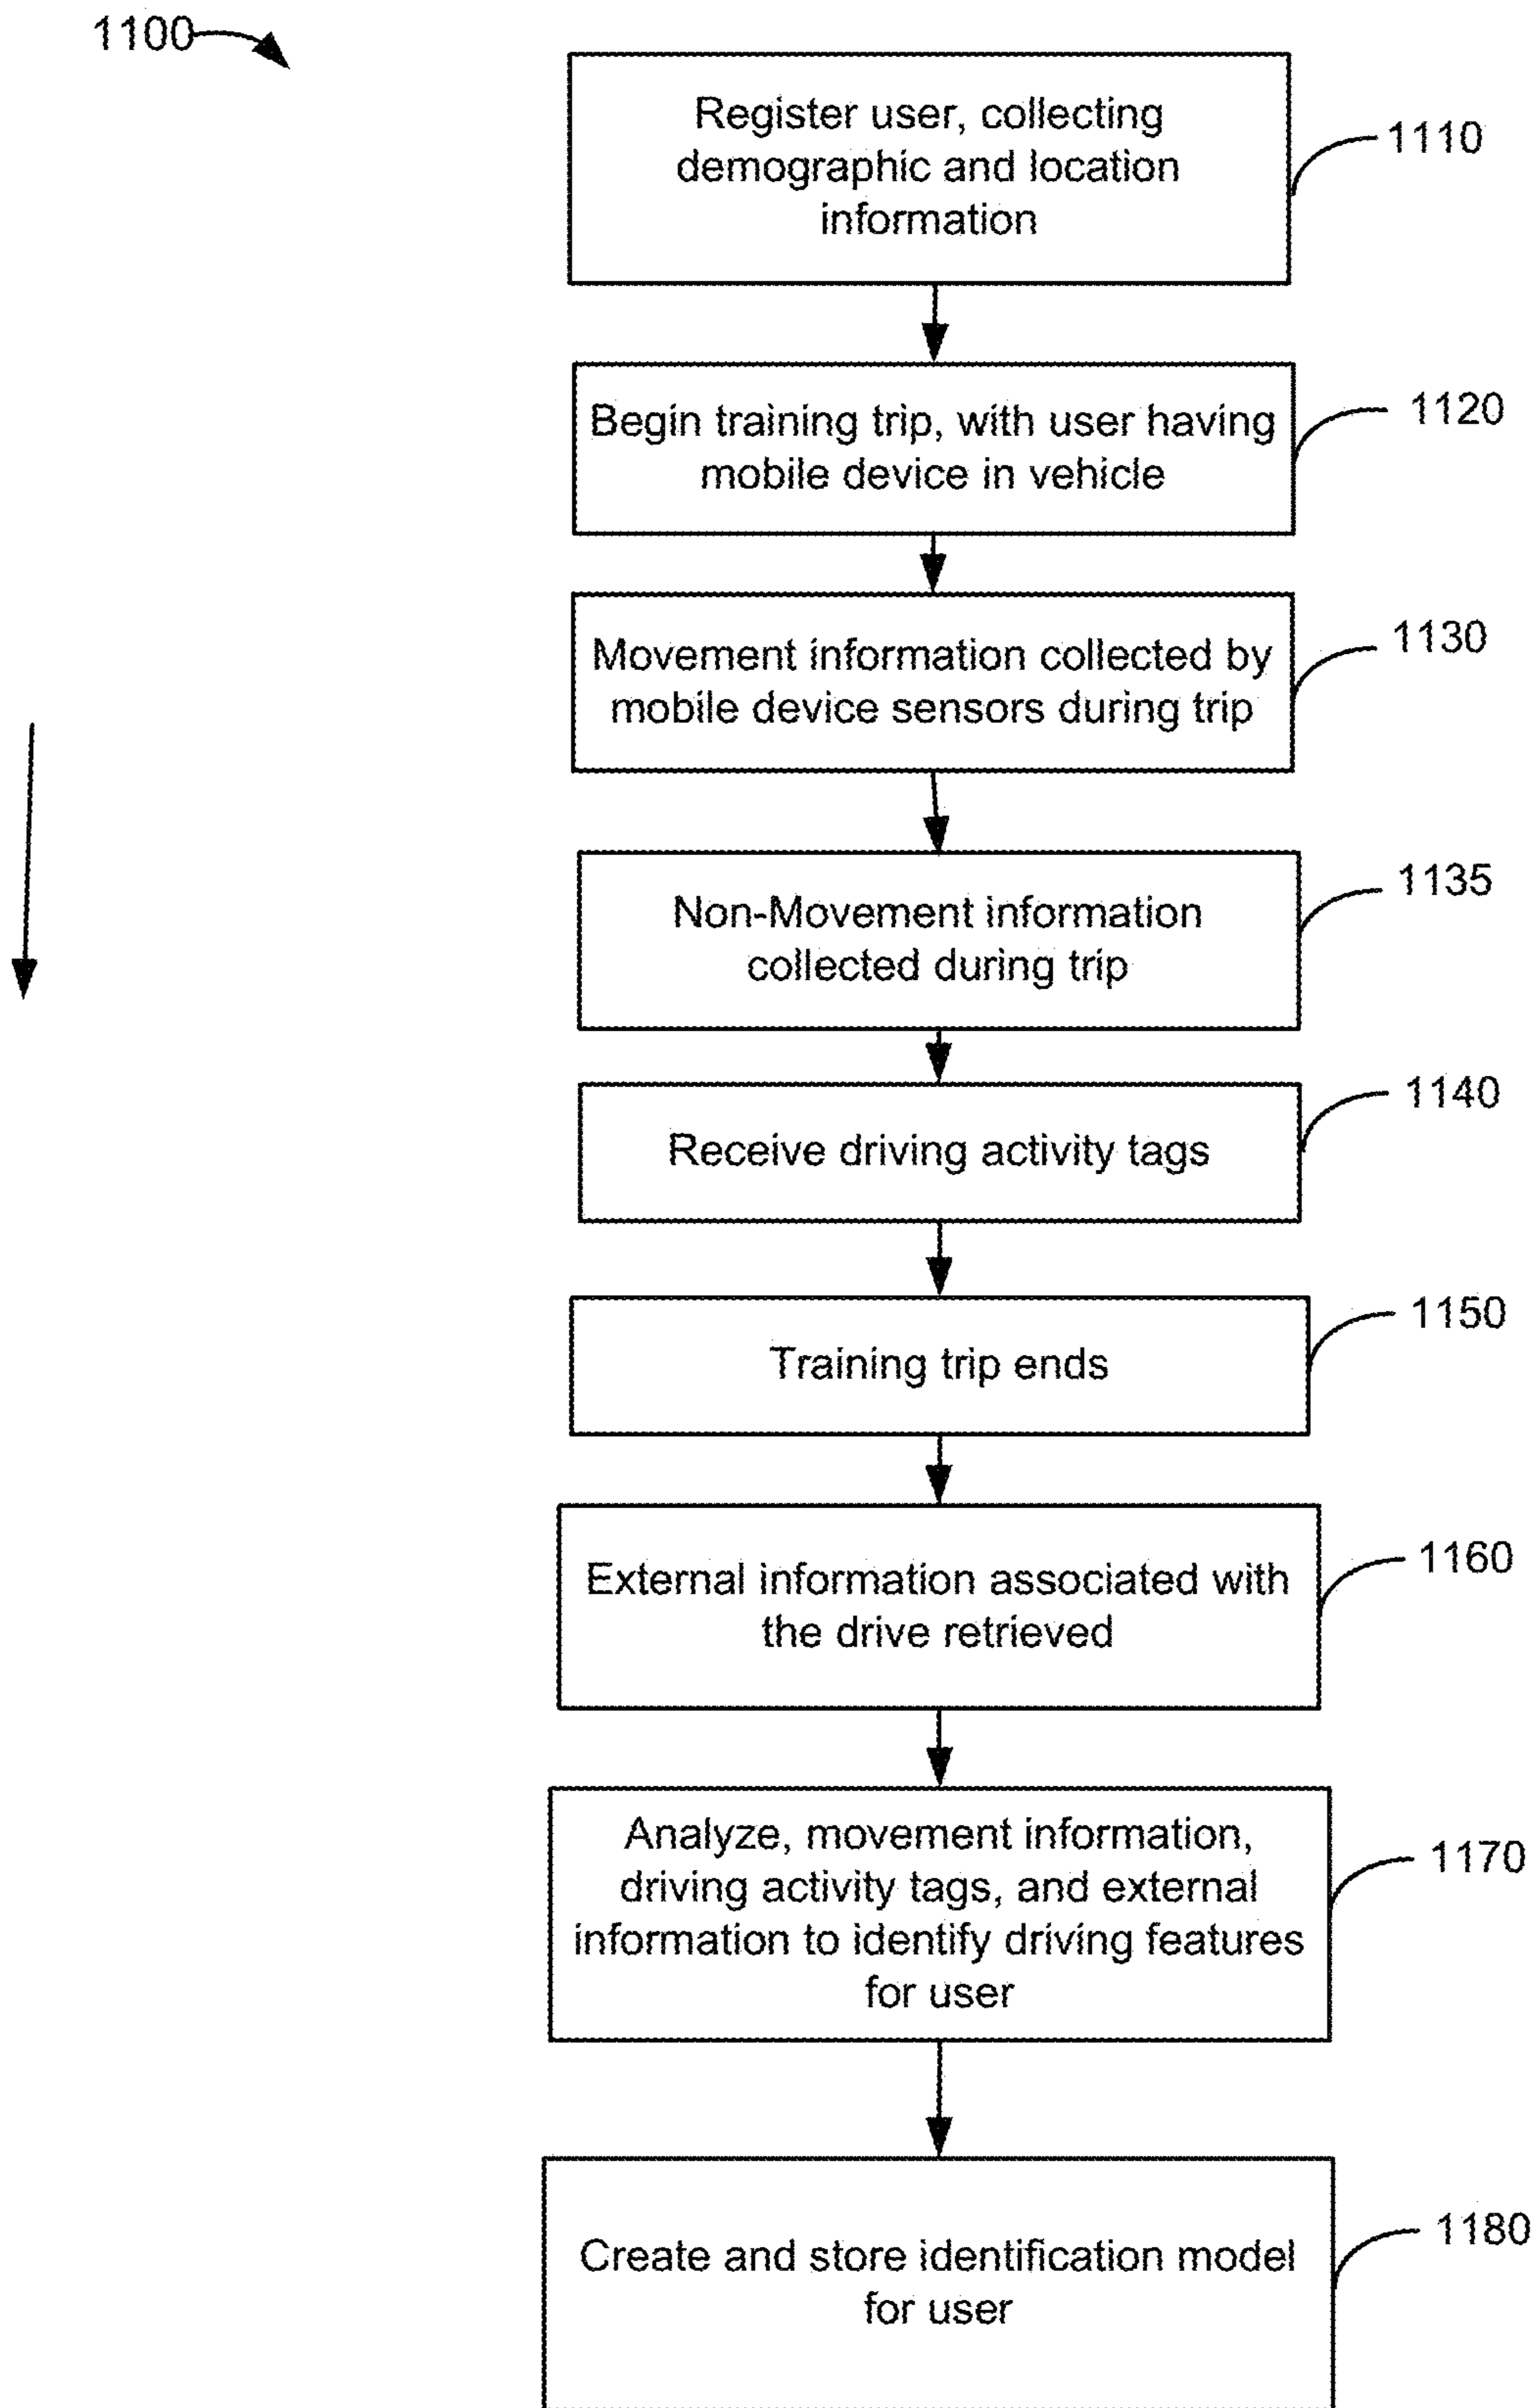 1100
Register user, collecting
demographic and location
information
1110
Begin training trip, with user having
mobile device in vehicle
1120
Movement information collected by
mobile device sensors during trip
1130
Non-Movement information
collected during trip
1135
Receive driving activity tags
1140
Training trip ends
1150
External information associated with
the drive retrieved
1160
Analyze, movement information,
driving activity tags, and external
information to identify driving features
for user
1170
Create and store identification model
for user
1180